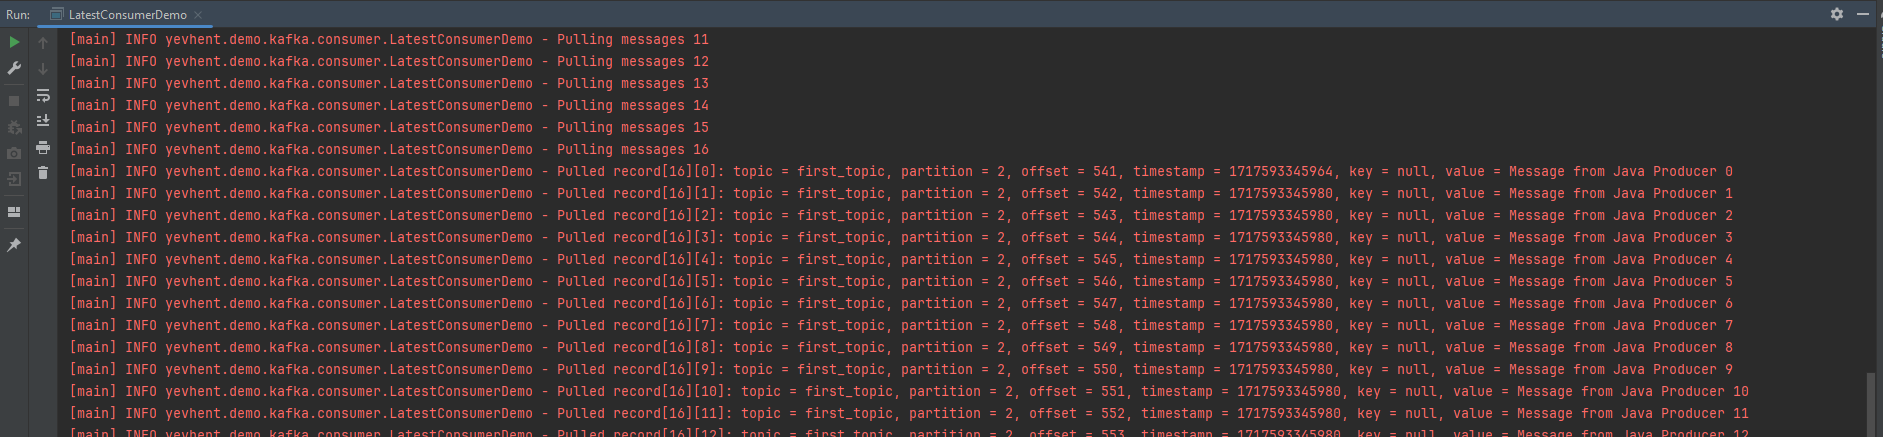 Run: LatestConsumerDemo
[main] INFO yevhent.demo.kafka.consumer.LatestConsumerDemo - Pulling messages 11
[main] INFO yevhent.demo.kafka.consumer.LatestConsumerDemo - Pulling messages 12
[main] INFO yevhent.demo.kafka.consumer.LatestConsumerDemo - Pulling messages 13
[main] INFO yevhent.demo.kafka.consumer.LatestConsumerDemo - Pulling messages 14
[main] INFO yevhent.demo.kafka.consumer.LatestConsumerDemo - Pulling messages 15
[main] INFO yevhent.demo.kafka.consumer.LatestConsumerDemo - Pulling messages 16
[main] INFO yevhent.demo.kafka.consumer.LatestConsumerDemo - Pulled record[16][0]: topic = first_topic, partition = 2, offset = 541, timestamp = 1717593345964, key = null, value = Message from Java Producer 0
[main] INFO yevhent.demo.kafka.consumer.LatestConsumerDemo - Pulled record[16][1]: topic = first_topic, partition = 2, offset = 542, timestamp = 1717593345980, key = null, value = Message from Java Producer 1
[main] INFO yevhent.demo.kafka.consumer.LatestConsumerDemo - Pulled record[16][2]: topic = first_topic, partition = 2, offset = 543, timestamp = 1717593345980, key = null, value = Message from Java Producer 2
[main] INFO yevhent.demo.kafka.consumer.LatestConsumerDemo - Pulled record[16][3]: topic = first_topic, partition = 2, offset = 544, timestamp = 1717593345980, key = null, value = Message from Java Producer 3
[main] INFO yevhent.demo.kafka.consumer.LatestConsumerDemo - Pulled record[16][4]: topic = first_topic, partition = 2, offset = 545, timestamp = 1717593345980, key = null, value = Message from Java Producer 4
[main] INFO yevhent.demo.kafka.consumer.LatestConsumerDemo - Pulled record[16][5]: topic = first_topic, partition = 2, offset = 546, timestamp = 1717593345980, key = null, value = Message from Java Producer 5
[main] INFO yevhent.demo.kafka.consumer.LatestConsumerDemo - Pulled record[16][6]: topic = first_topic, partition = 2, offset = 547, timestamp = 1717593345980, key = null, value = Message from Java Producer 6
[main] INFO yevhent.demo.kafka.consumer.LatestConsumerDemo - Pulled record[16][7]: topic = first_topic, partition = 2, offset = 548, timestamp = 1717593345980, key = null, value = Message from Java Producer 7
[main] INFO yevhent.demo.kafka.consumer.LatestConsumerDemo - Pulled record[16][8]: topic = first_topic, partition = 2, offset = 549, timestamp = 1717593345980, key = null, value = Message from Java Producer 8
[main] INFO yevhent.demo.kafka.consumer.LatestConsumerDemo - Pulled record[16][9]: topic = first_topic, partition = 2, offset = 550, timestamp = 1717593345980, key = null, value = Message from Java Producer 9
[main] INFO yevhent.demo.kafka.consumer.LatestConsumerDemo - Pulled record[16][10]: topic = first_topic, partition = 2, offset = 551, timestamp = 1717593345980, key = null, value = Message from Java Producer 10
[main] INFO yevhent.demo.kafka.consumer.LatestConsumerDemo - Pulled record[16][11]: topic = first_topic, partition = 2, offset = 552, timestamp = 1717593345980, key = null, value = Message from Java Producer 11
[main] INFO yevhent.demo.kafka.consumer.LatestConsumerDemo - Pulled record[16][12]: topic = first_topic, partition = 2, offset = 553, timestamp = 1717593345980, key = null, value = Message from Java Producer 12